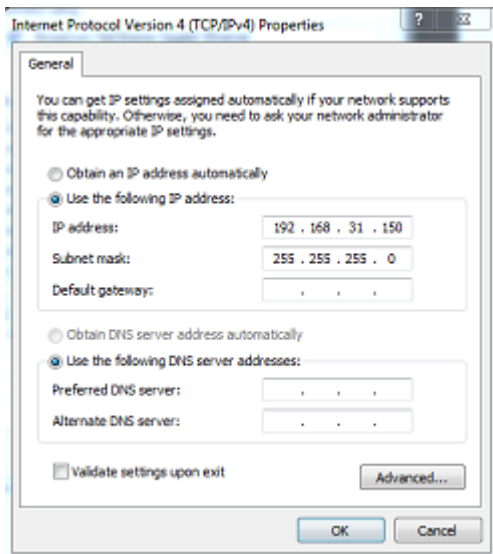 Internet Protocol Version 4 (TCP/IPv4) Properties
General
You can get IP settings assigned automatically if your network supports
this capability. Otherwise, you need to ask your network administrator
for the appropriate IP settings.
Obtain an IP address automatically
Use the following IP address:
IP address: 192 . 168 . 31 . 150
Subnet mask: 255 . 255 . 255 . 0
Default gateway: . . .
Obtain DNS server address automatically
Use the following DNS server addresses:
Preferred DNS server: . . .
Alternate DNS server: . . .
Validate settings upon exit
Advanced...
OK Cancel